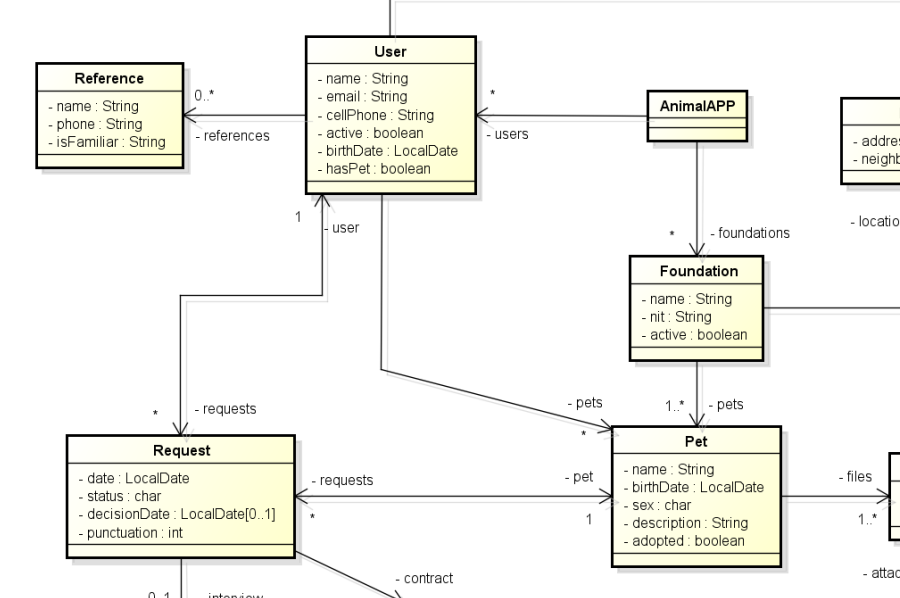 User
- name : String
- email : String
- cellPhone : String
- active : boolean
- birthDate : LocalDate
- hasPet : boolean
Reference
- name : String
- phone : String
- isFamiliar : String
0..*
- references
*
- users
AnimalAPP
1
- user
*
- foundations
Foundation
- name : String
- nit : String
- active : boolean
1..*
- pets
- pets
*
*
- requests
Request
- date : LocalDate
- status : char
- decisionDate : LocalDate[0..1]
- punctuation : int
- requests
*
- pet
1
Pet
- name : String
- birthDate : LocalDate
- sex : char
- description : String
- adopted : boolean
- files
1..*
- contract
0..1
- interview